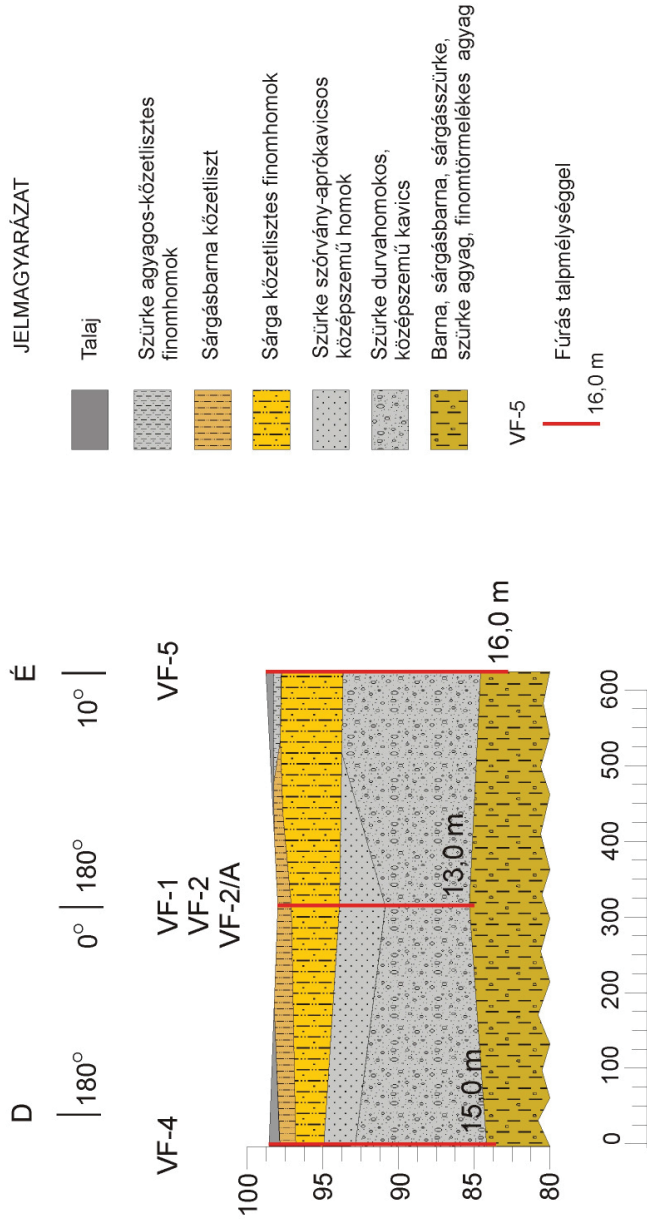 D
É
180°
0°
180°
10°
VF-4
VF-1
VF-2
VF-2/A
VF-5
100
95
90
85
80
15,0 m
13,0 m
16,0 m
0
100
200
300
400
500
600
JELMAGYARÁZAT
Talaj
Szürke agyagos-kőzetlisztes
finomhomok
Sárgásbarna kőzetliszt
Sárga kőzetlisztes finomhomok
Szürke szórvány-aprókavicsos
középszemű homok
Szürke durvahomokos,
középszemű kavics
Barna, sárgásbarna, sárgásszürke,
szürke agyag, finomtörmelékes agyag
VF-5
Fúrás talpmélységgel
16,0 m